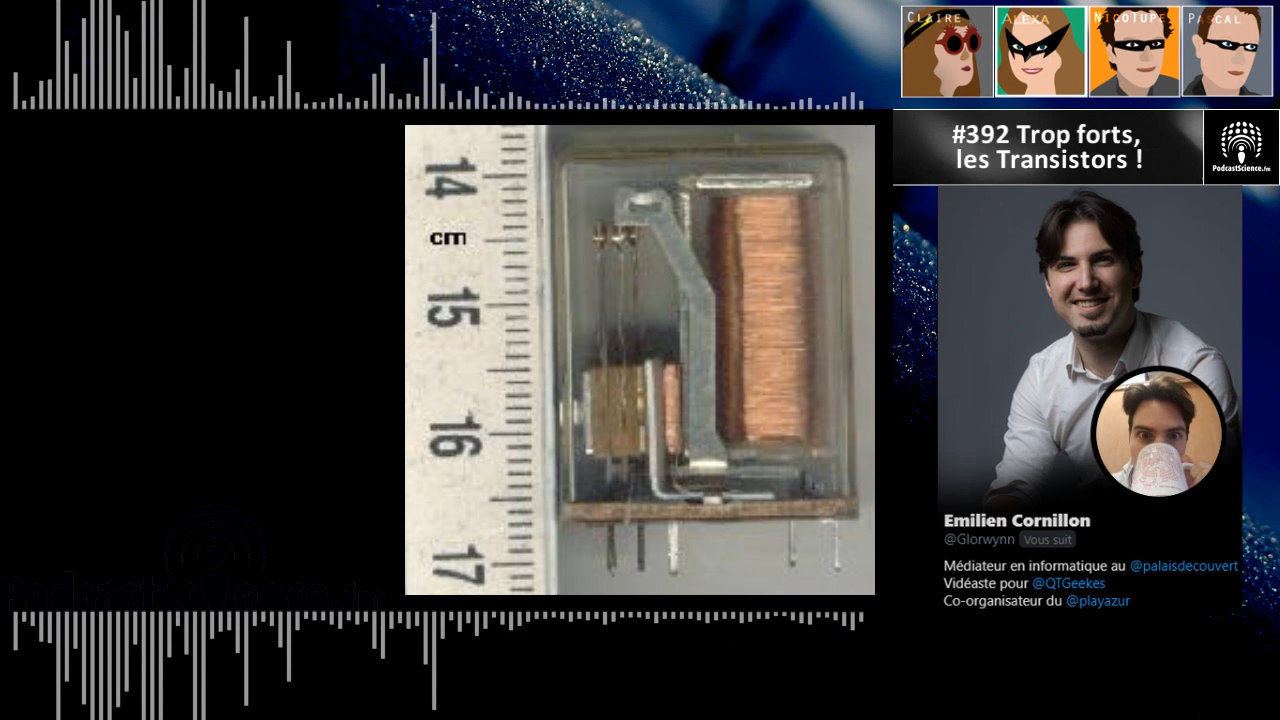 CLAIRE
ALEXA
NICOTUPE
PASCAL
#392 Trop forts,
les Transistors !
PodcastScience.fm
14
cm
15
16
17
Emilien Cornillon
@Glorwynn Vous suit
Médiateur en informatique au @palaisdecouvert
Vidéaste pour @QTGeekes
Co-organisateur du @playazur